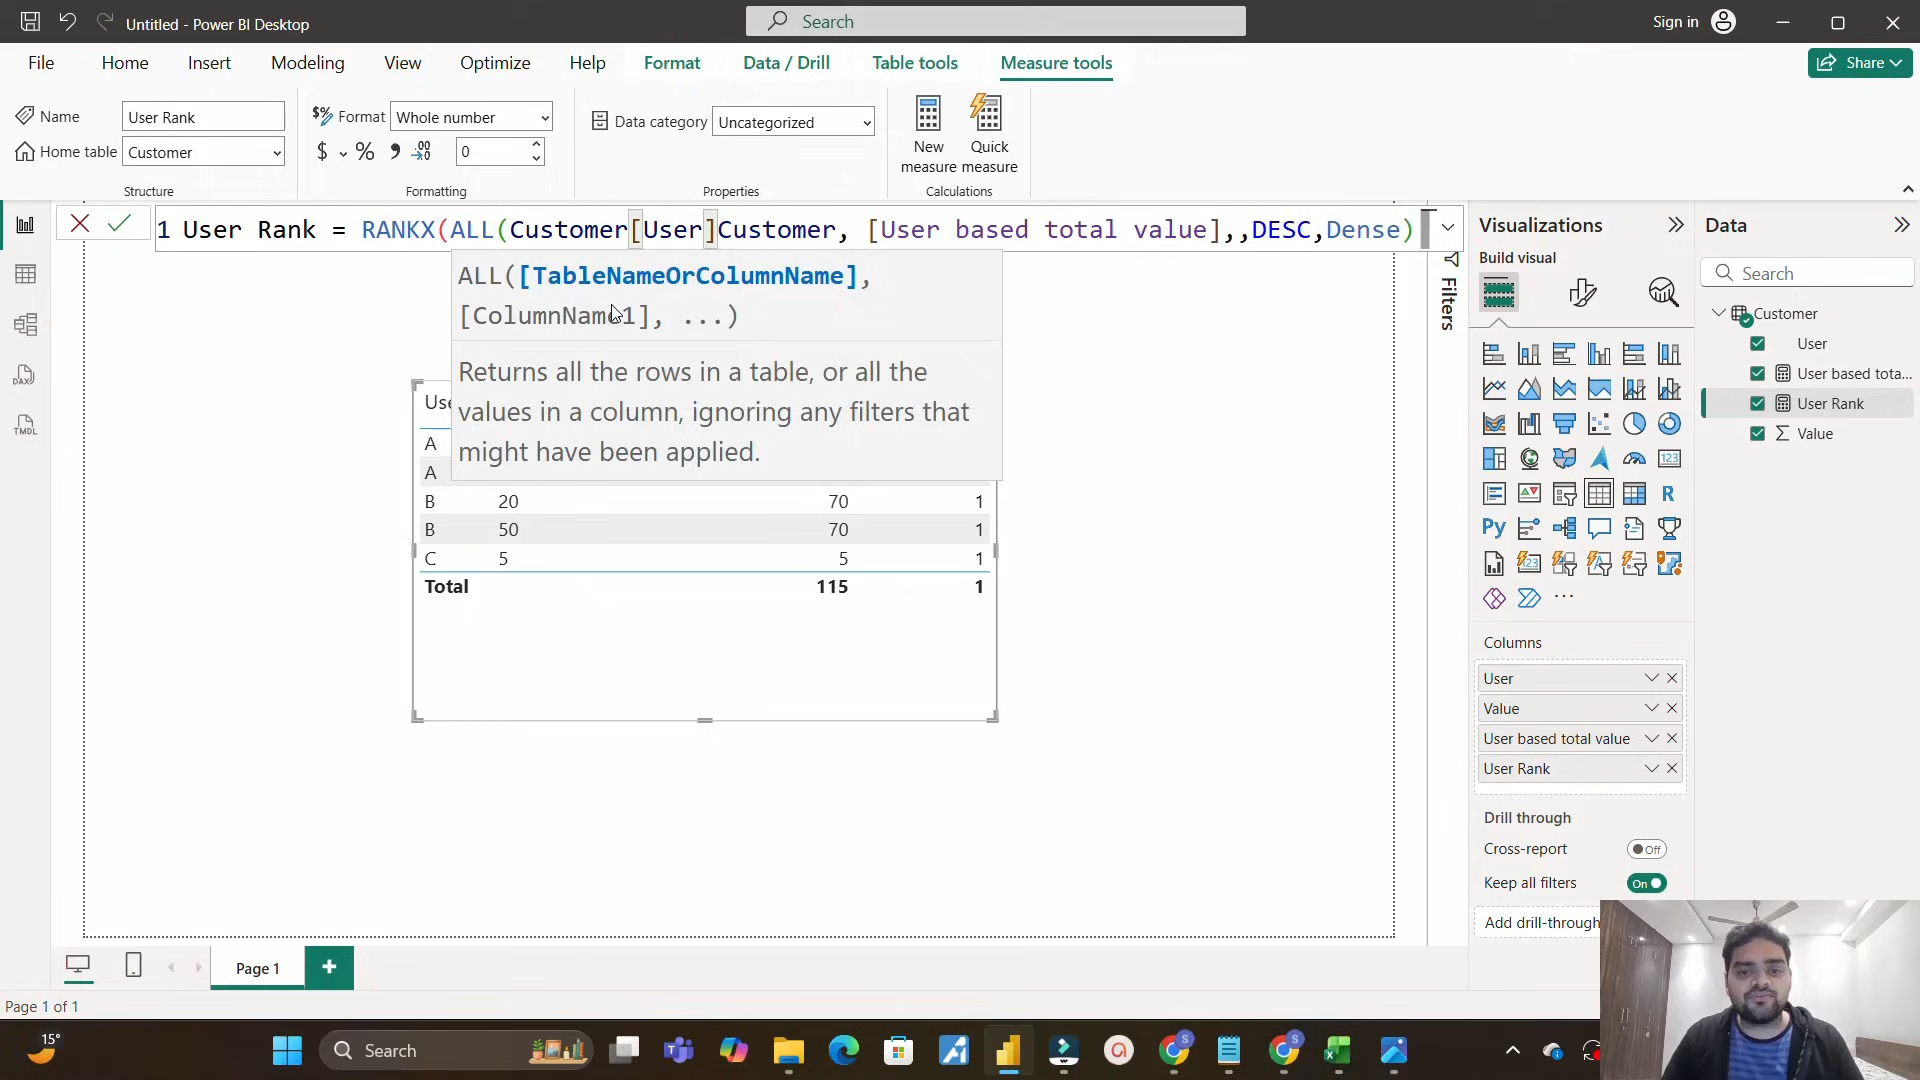 Untitled - Power BI Desktop
Search
Sign in
File
Home
Insert
Modeling
View
Optimize
Help
Format
Data / Drill
Table tools
Measure tools
Share
Name
User Rank
Home table
Customer
Structure
Format
Whole number
$ % 9 .00
0
Formatting
Data category
Uncategorized
Properties
New measure
Quick measure
Calculations
1 User Rank = RANKX(ALL(Customer[User]Customer, [User based total value],,DESC,Dense)
ALL([TableNameOrColumnName],
[ColumnName1], ...)
Returns all the rows in a table, or all the
values in a column, ignoring any filters that
might have been applied.
A
A
B 20 70 1
B 50 70 1
C 5 5 1
Total 115 1
Filters
Visualizations
Build visual
123
R
Py
Columns
User
Value
User based total value
User Rank
Drill through
Cross-report
Off
Keep all filters
On
Add drill-through
Data
Search
Customer
User
User based tota...
User Rank
Value
DAX
TMDL
Page 1
Page 1 of 1
15°
Search